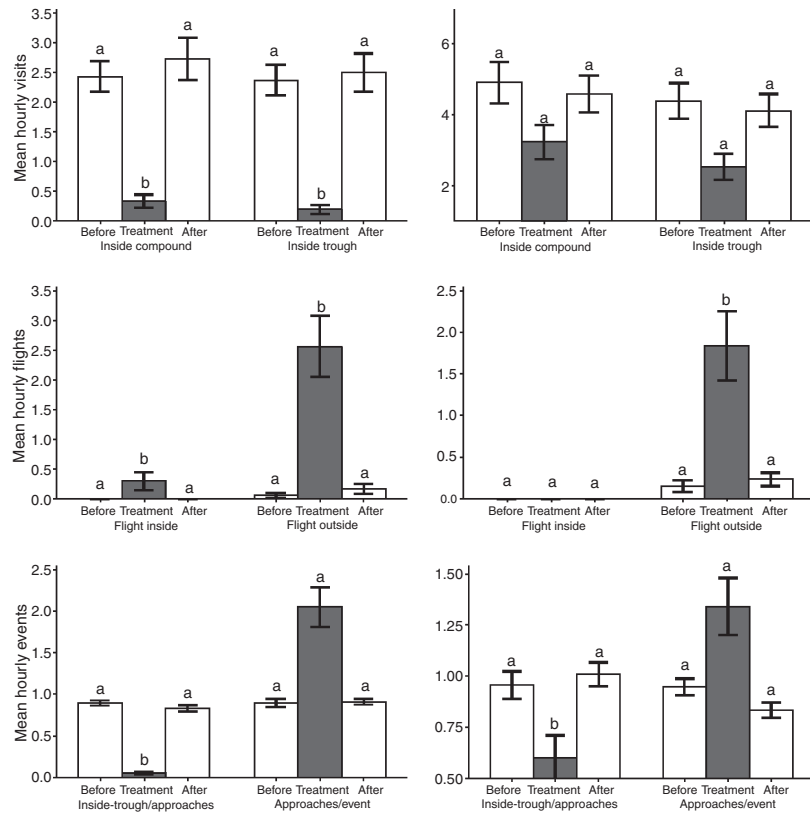 Mean hourly visits
3.5
3.0
2.5
2.0
1.5
1.0
0.5
0.0
a
b
a
a
b
a
Before Treatment After
Inside compound
Before Treatment After
Inside trough
6
4
2
a
a
a
a
a
a
Before Treatment After
Inside compound
Before Treatment After
Inside trough
Mean hourly flights
3.5
3.0
2.5
2.0
1.5
1.0
0.5
0.0
a
b
a
a
b
a
Before Treatment After
Flight inside
Before Treatment After
Flight outside
2.5
2.0
1.5
1.0
0.5
0.0
a
a
a
a
b
a
Before Treatment After
Flight inside
Before Treatment After
Flight outside
Mean hourly events
2.5
2.0
1.5
1.0
0.5
0.0
a
b
a
a
a
a
Before Treatment After
Inside-trough/approaches
Before Treatment After
Approaches/event
1.50
1.25
1.00
0.75
0.50
a
b
a
a
a
a
Before Treatment After
Inside-trough/approaches
Before Treatment After
Approaches/event